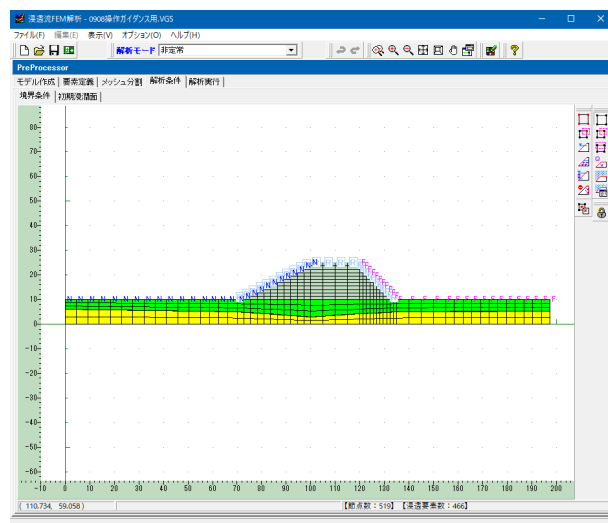 浸透流FEM解析 - 0908操作ガイダンス用.VGS
ファイル(F) 編集(E) 表示(V) オプション(O) ヘルプ(H)
解析モード 非定常
PreProcessor
モデル作成 要素定義 メッシュ分割 解析条件 解析実行
境界条件 初期浸潤面
80
70
60
50
40
30
20
10
0
-10
-20
-30
-40
-50
-60
-10 0 10 20 30 40 50 60 70 80 90 100 110 120 130 140 150 160 170 180 190 200
( 110.734, 59.058 ) 【節点数：519】 【浸透要素数：466】